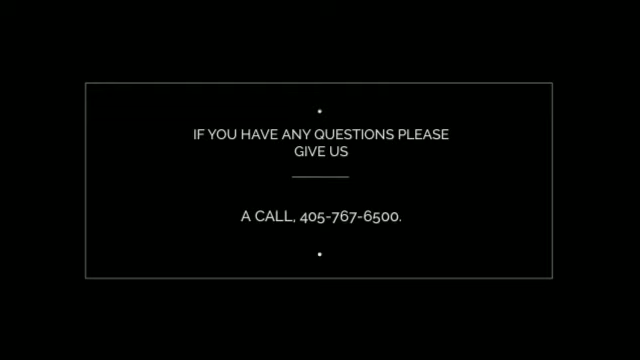 IF YOU HAVE ANY QUESTIONS PLEASE
GIVE US
A CALL, 405-767-6500.